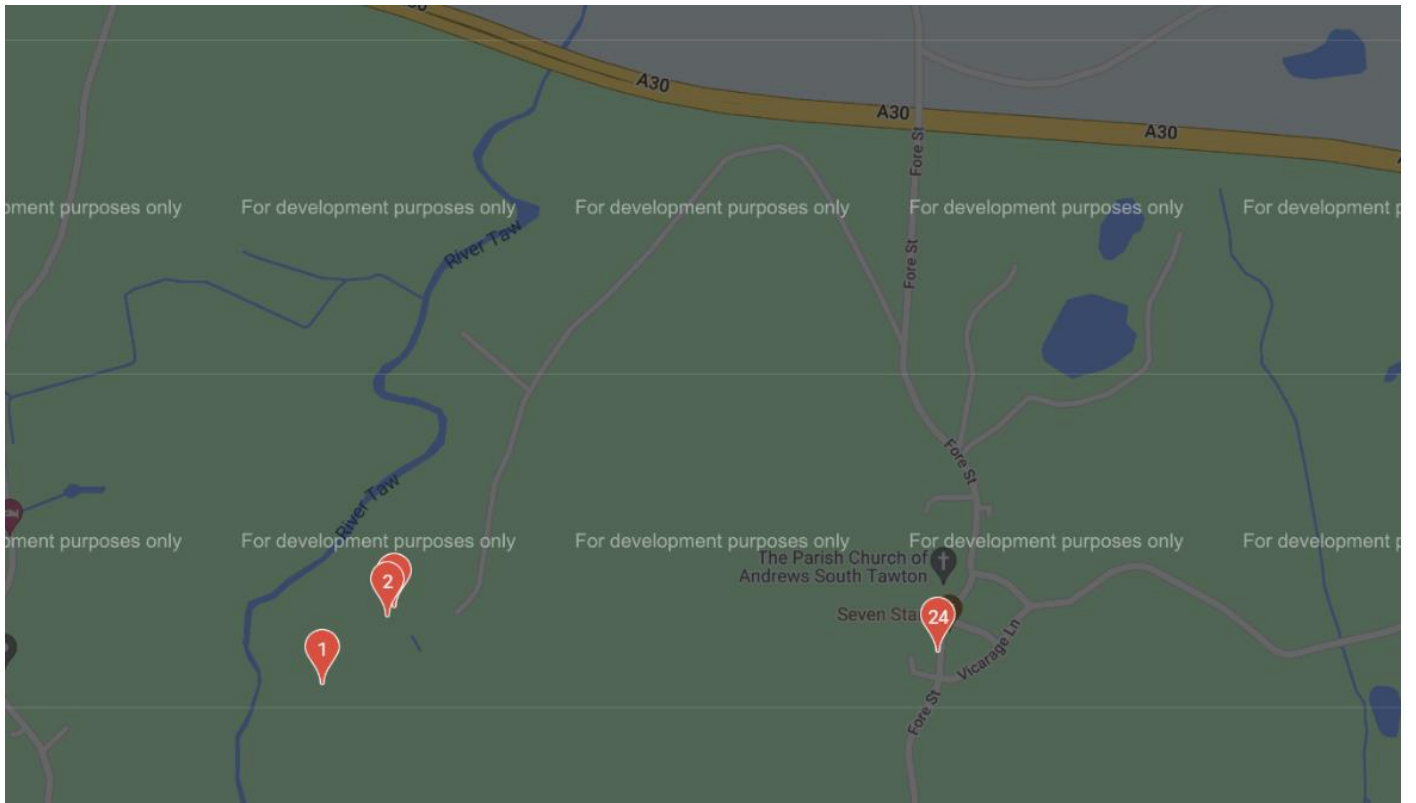 A30
A30
A30
Fore St
oment purposes only
For development purposes only
For development purposes only
For development purposes only
For development p
River Taw
Fore St
Fore St
River Taw
oment purposes only
For development purposes only
For development purposes only
For development purposes only
For development p
The Parish Church of
Andrews South Tawton
2
Seven Sta
24
1
Vicarage Ln
Fore St